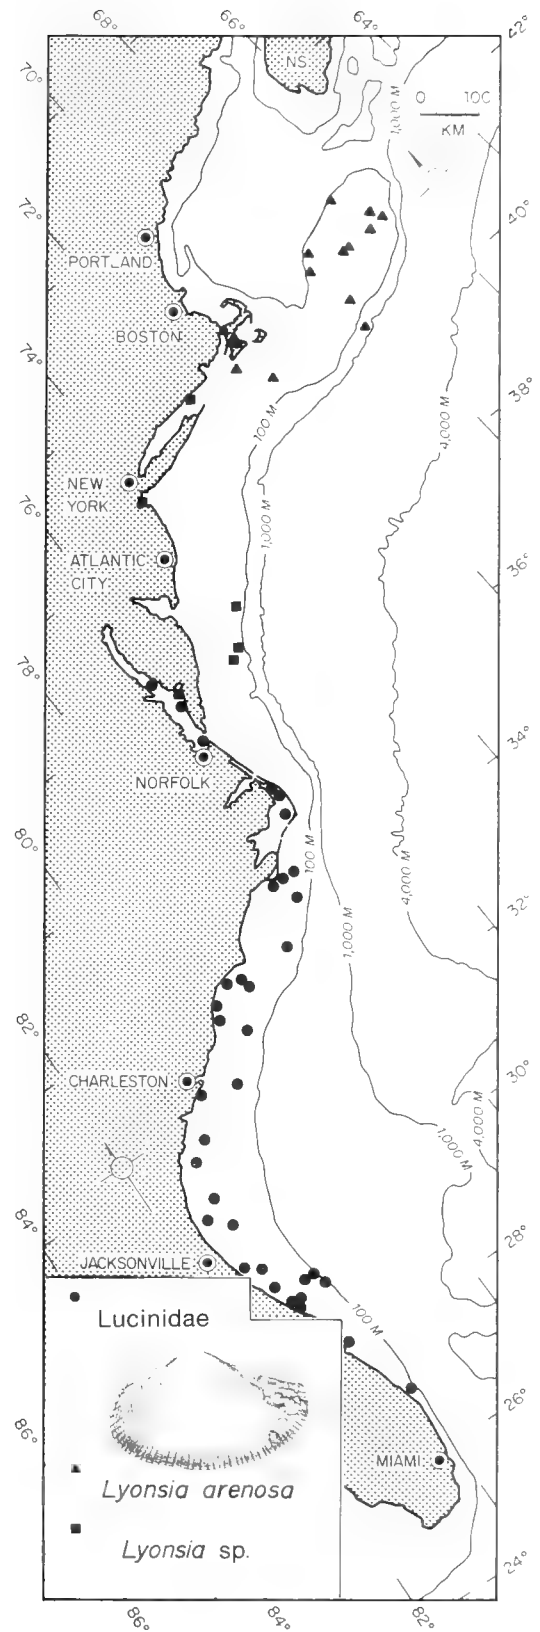 68°
66°
64°
42°
70°
NS
0 100
KM
1,000 M
72°
40°
PORTLAND
BOSTON
74°
38°
4,000 M
100 M
NEW
YORK
1,000 M
76°
ATLANTIC
CITY
36°
78°
34°
NORFOLK
80°
100 M
4,000 M
32°
1,000 M
82°
30°
CHARLESTON
4,000 M
1,000 M
84°
28°
JACKSONVILLE
Lucinidae
100 M
26°
86°
MIAMI
Lyonsia arenosa
Lyonsia sp.
24°
86°
84°
82°